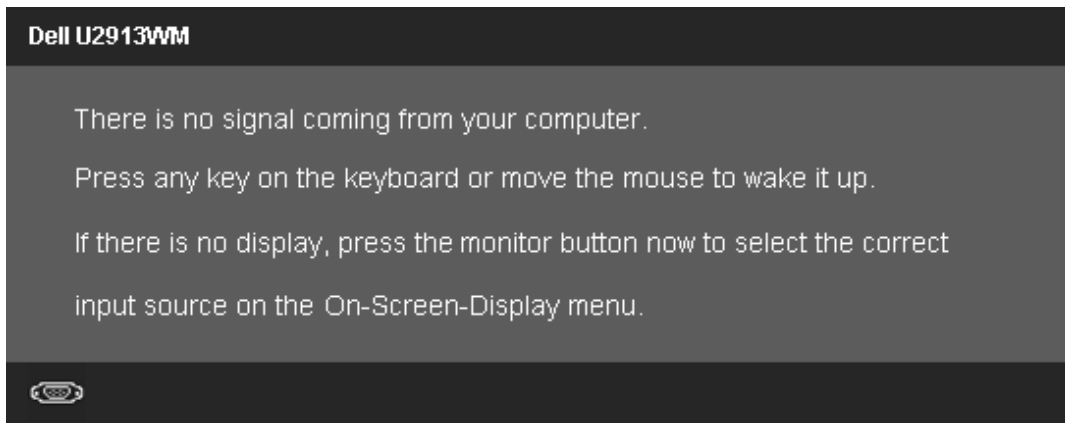 Dell U2913WM
There is no signal coming from your computer.
Press any key on the keyboard or move the mouse to wake it up.
If there is no display, press the monitor button now to select the correct
input source on the On-Screen-Display menu.